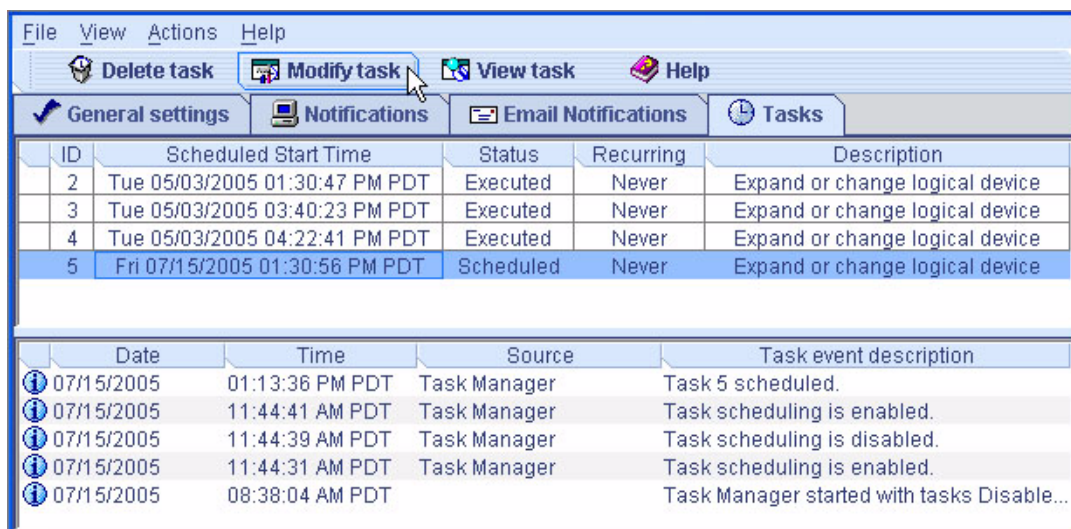 File View Actions Help
Delete task Modify task View task Help
General settings Notifications Email Notifications Tasks
ID Scheduled Start Time Status Recurring Description
2 Tue 05/03/2005 01:30:47 PM PDT Executed Never Expand or change logical device
3 Tue 05/03/2005 03:40:23 PM PDT Executed Never Expand or change logical device
4 Tue 05/03/2005 04:22:41 PM PDT Executed Never Expand or change logical device
5 Fri 07/15/2005 01:30:56 PM PDT Scheduled Never Expand or change logical device
Date Time Source Task event description
07/15/2005 01:13:36 PM PDT Task Manager Task 5 scheduled.
07/15/2005 11:44:41 AM PDT Task Manager Task scheduling is enabled.
07/15/2005 11:44:39 AM PDT Task Manager Task scheduling is disabled.
07/15/2005 11:44:31 AM PDT Task Manager Task scheduling is enabled.
07/15/2005 08:38:04 AM PDT Task Manager started with tasks Disable...